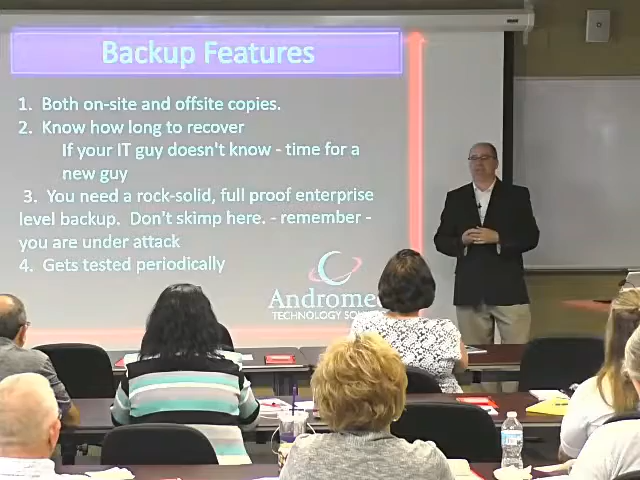 Backup Features
1. Both on-site and offsite copies.
2. Know how long to recover
If your IT guy doesn't know - time for a
new guy
3. You need a rock-solid, full proof enterprise
level backup. Don't skimp here. - remember -
you are under attack
4. Gets tested periodically
TECHNOLOGY